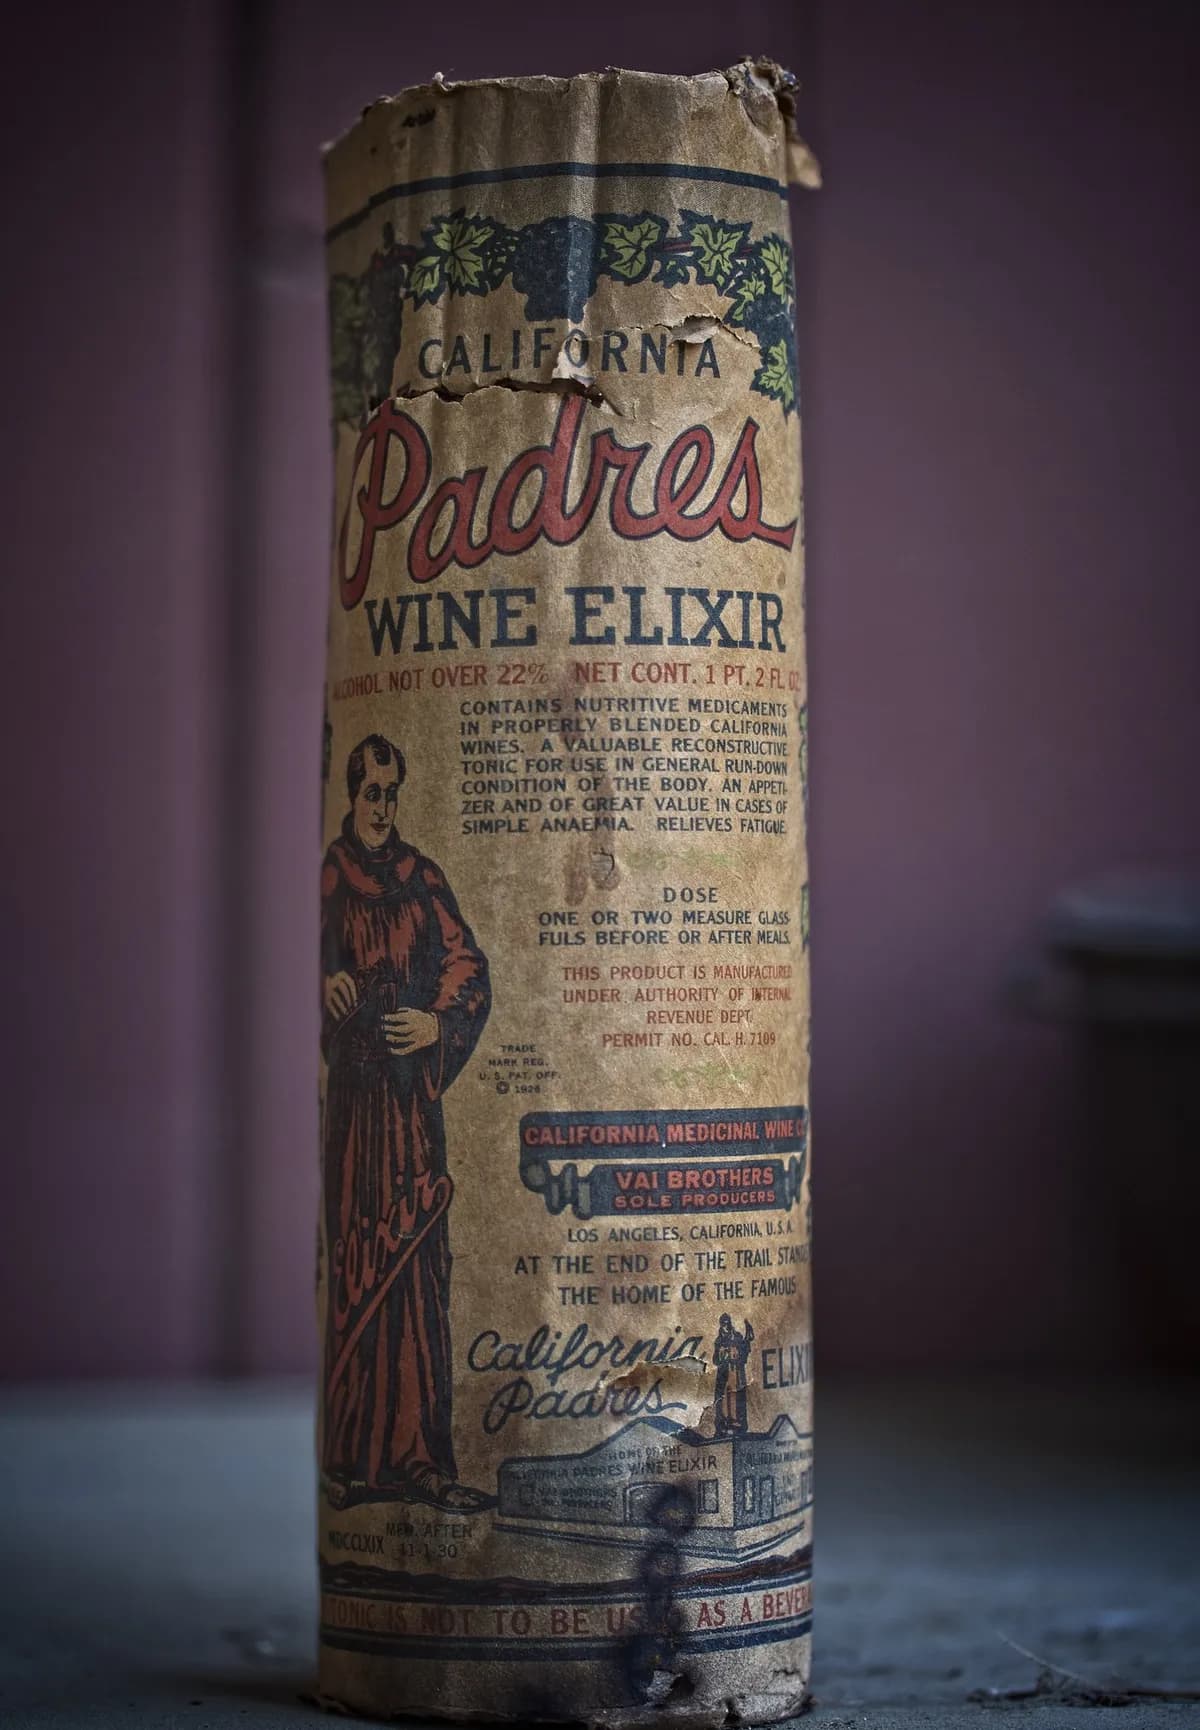 CALIFORNIA
Padres
WINE ELIXIR
ALCOHOL NOT OVER 22% NET CONT. 1 PT. 2 FL. OZ
CONTAINS NUTRITIVE MEDICAMENTS
IN PROPERLY BLENDED CALIFORNIA
WINES. A VALUABLE RECONSTRUCTIVE
TONIC FOR USE IN GENERAL RUN-DOWN
CONDITION OF THE BODY. AN APPETI-
ZER AND OF GREAT VALUE IN CASES OF
SIMPLE ANAEMIA. RELIEVES FATIGUE.
DOSE
ONE OR TWO MEASURE GLASS-
FULS BEFORE OR AFTER MEALS.
THIS PRODUCT IS MANUFACTURED
UNDER AUTHORITY OF INTERNAL
REVENUE DEPT.
PERMIT NO. CAL. H. 7109
TRADE
MARK REG.
U. S. PAT. OFF.
© 1926
CALIFORNIA MEDICINAL WINE
VAI BROTHERS
SOLE PRODUCERS
LOS ANGELES, CALIFORNIA, U. S. A.
AT THE END OF THE TRAIL STANDS
THE HOME OF THE FAMOUS
California
Padres
ELIXI
Elixir
HOME OF THE
CALIFORNIA PADRES WINE ELIXIR
VAI BROTHERS
MDCCLXIX
MFD. AFTER
11-1-30
TONIC IS NOT TO BE USED AS A BEVERA